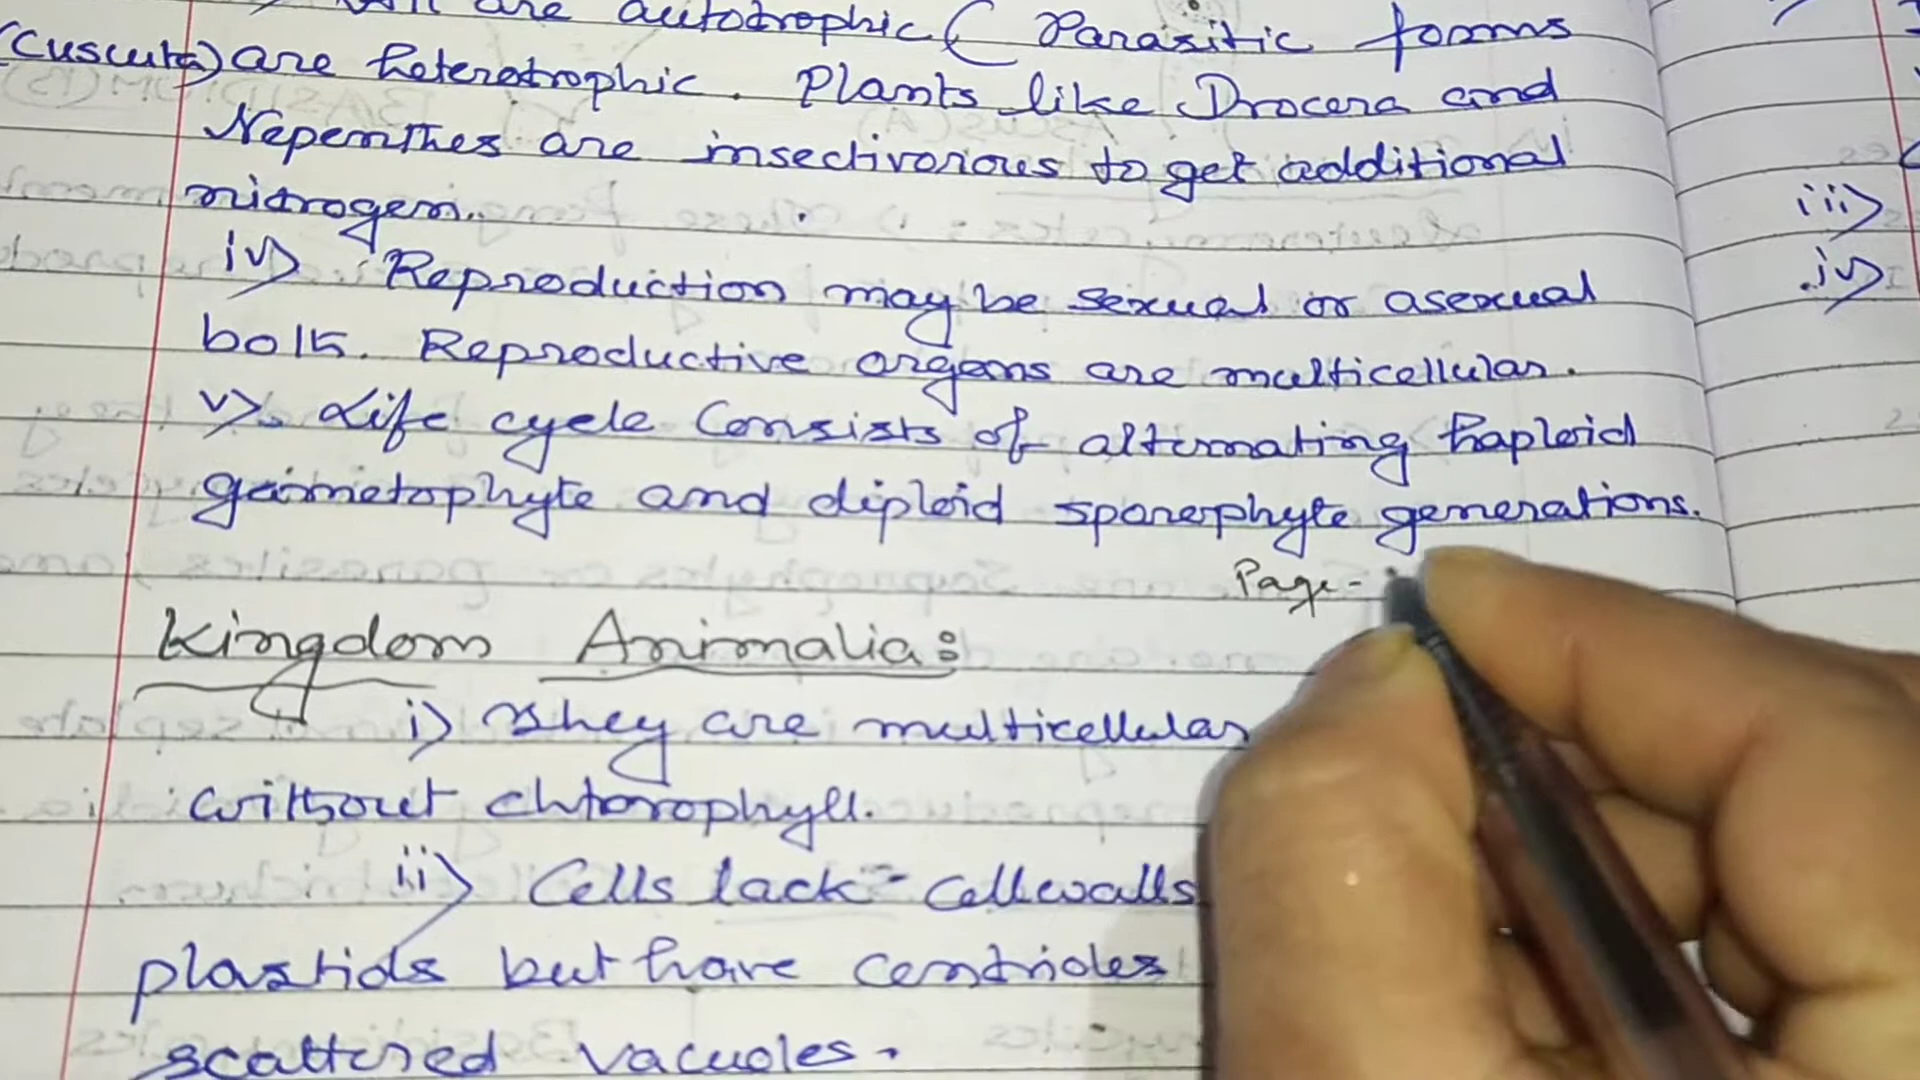 are autotrophic ( Parasitic forms
(Cuscuta) are heterotrophic. Plants like Drocera and
Nepenthes are insectivorous to get additional
nitrogen.
iv) Reproduction may be sexual or asexual
both. Reproductive organs are multicellular.
v) Life cycle Consists of alternating haploid
gametophyte and diploid sporophyte generations.
Page-
Kingdom Animalia:
i) They are multicellular
without chlorophyll.
ii) Cells lack cellwalls
plastids but have centrioles
scattered vacuoles.
iii)
iv)